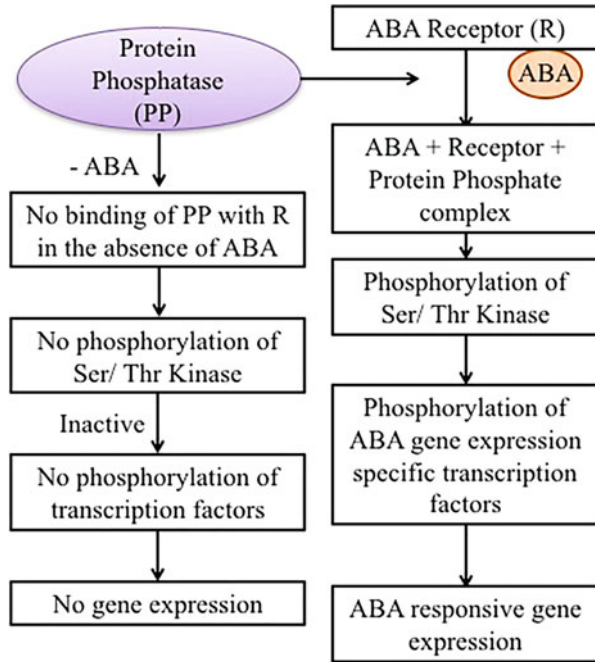 Protein
Phosphatase
(PP)
- ABA
No binding of PP with R
in the absence of ABA
No phosphorylation of
Ser/ Thr Kinase
Inactive
No phosphorylation of
transcription factors
No gene expression
ABA Receptor (R)
ABA
ABA + Receptor +
Protein Phosphate
complex
Phosphorylation of
Ser/ Thr Kinase
Phosphorylation of
ABA gene expression
specific transcription
factors
ABA responsive gene
expression